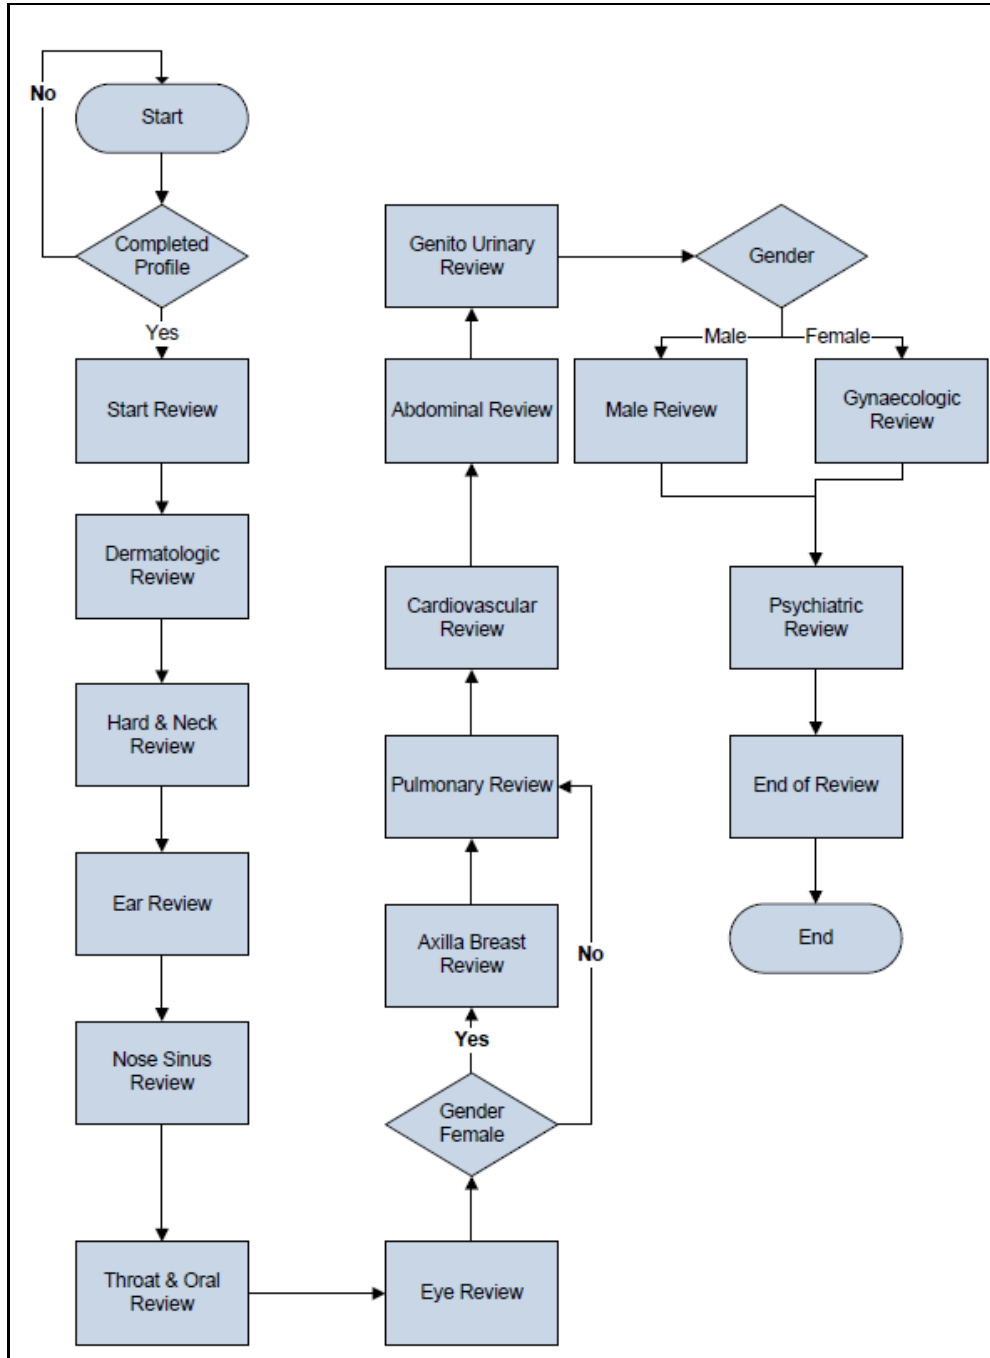 No
Start
Completed
Profile
Yes
Start Review
Dermatologic
Review
Hard & Neck
Review
Ear Review
Nose Sinus
Review
Throat & Oral
Review
Eye Review
Gender
Female
Yes
No
Axilla Breast
Review
Pulmonary Review
Cardiovascular
Review
Abdominal Review
Genito Urinary
Review
Gender
Male
Female
Male Reivew
Gynaecologic
Review
Psychiatric
Review
End of Review
End